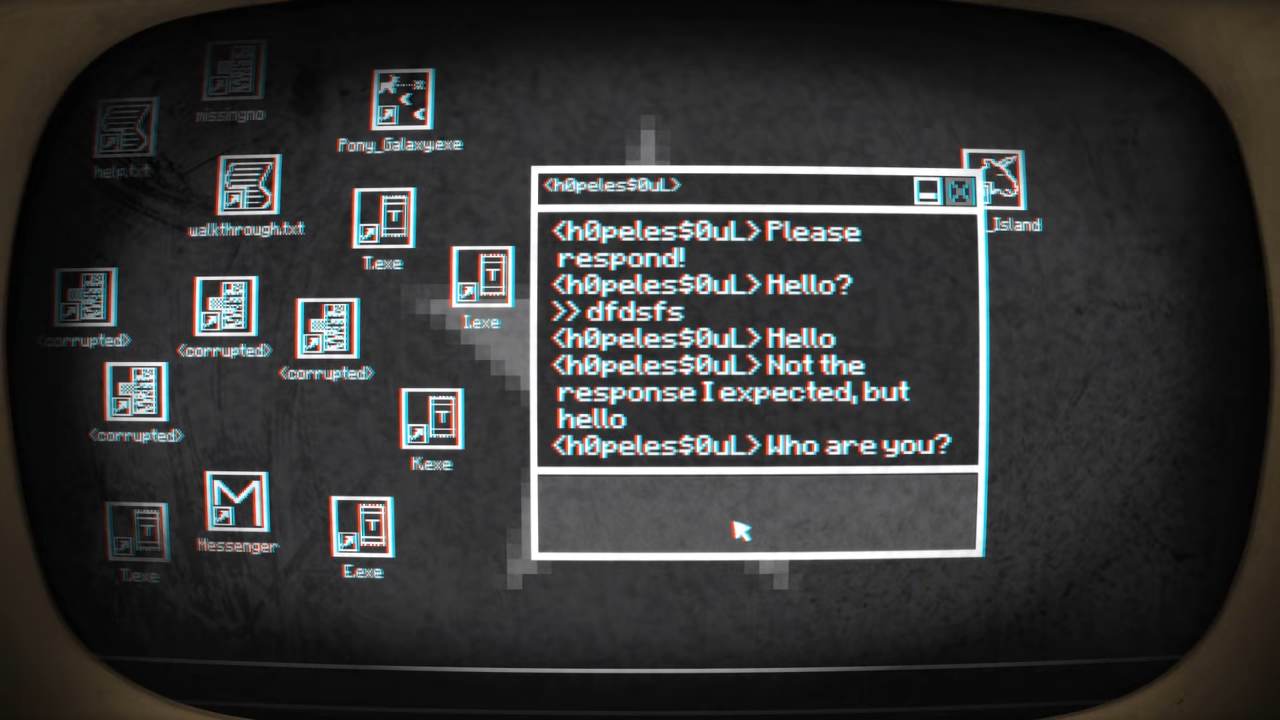 missingno
help.txt
Pony_Galaxy.exe
walkthrough.txt
T.exe
I.exe
<corrupted>
<corrupted>
<corrupted>
<corrupted>
K.exe
Messenger
T.exe
E.exe
_Island
<h0peles$0uL>
<h0peles$0uL> Please
respond!
<h0peles$0uL> Hello?
>> dfdsfs
<h0peles$0uL> Hello
<h0peles$0uL> Not the
response I expected, but
hello
<h0peles$0uL> Who are you?